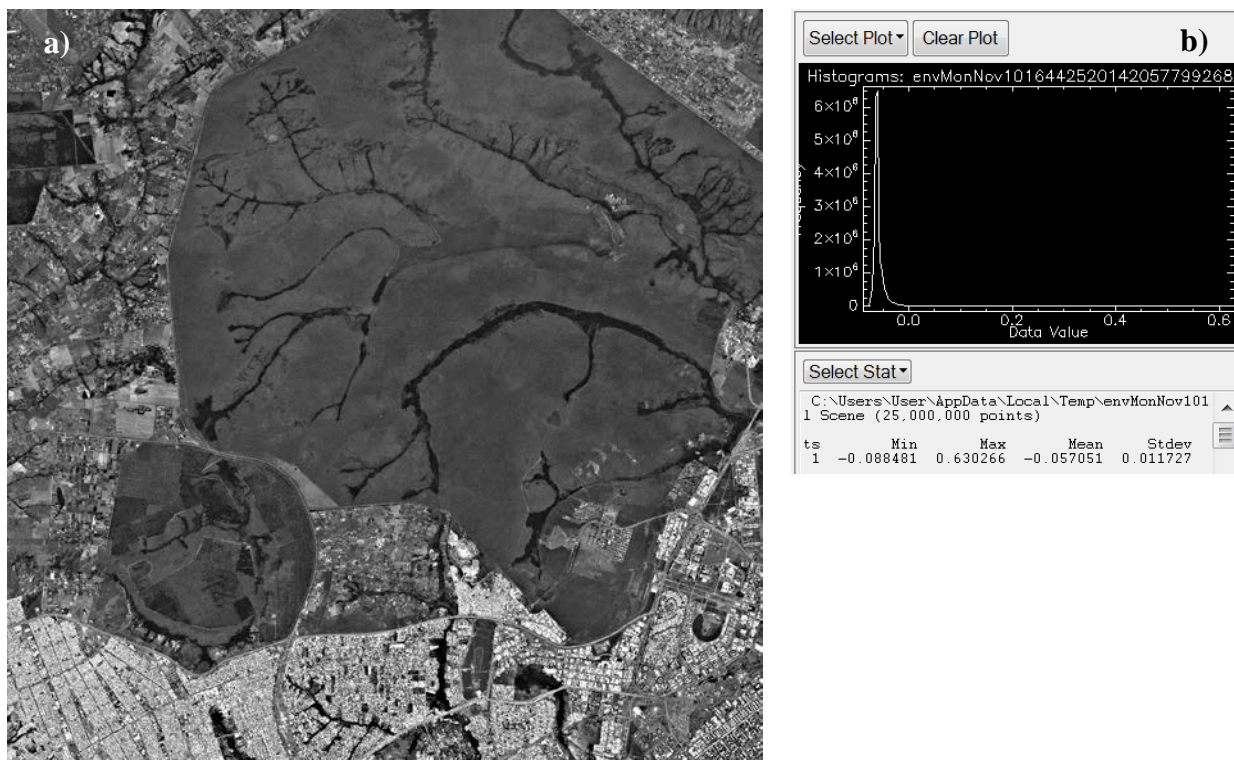 a)
Select Plot Clear Plot b)
Histograms: envMonNov101644252014205779926
6×10⁶
5×10⁶
4×10⁶
3×10⁶
2×10⁶
1×10⁶
0
0.0 0.2 0.4 0.6
Data Value
Select Stat
C:\Users\User\AppData\Local\Temp\envMonNov101
l Scene (25,000,000 points)
ts Min Max Mean Stdev
1 -0.088481 0.630266 -0.057051 0.011727